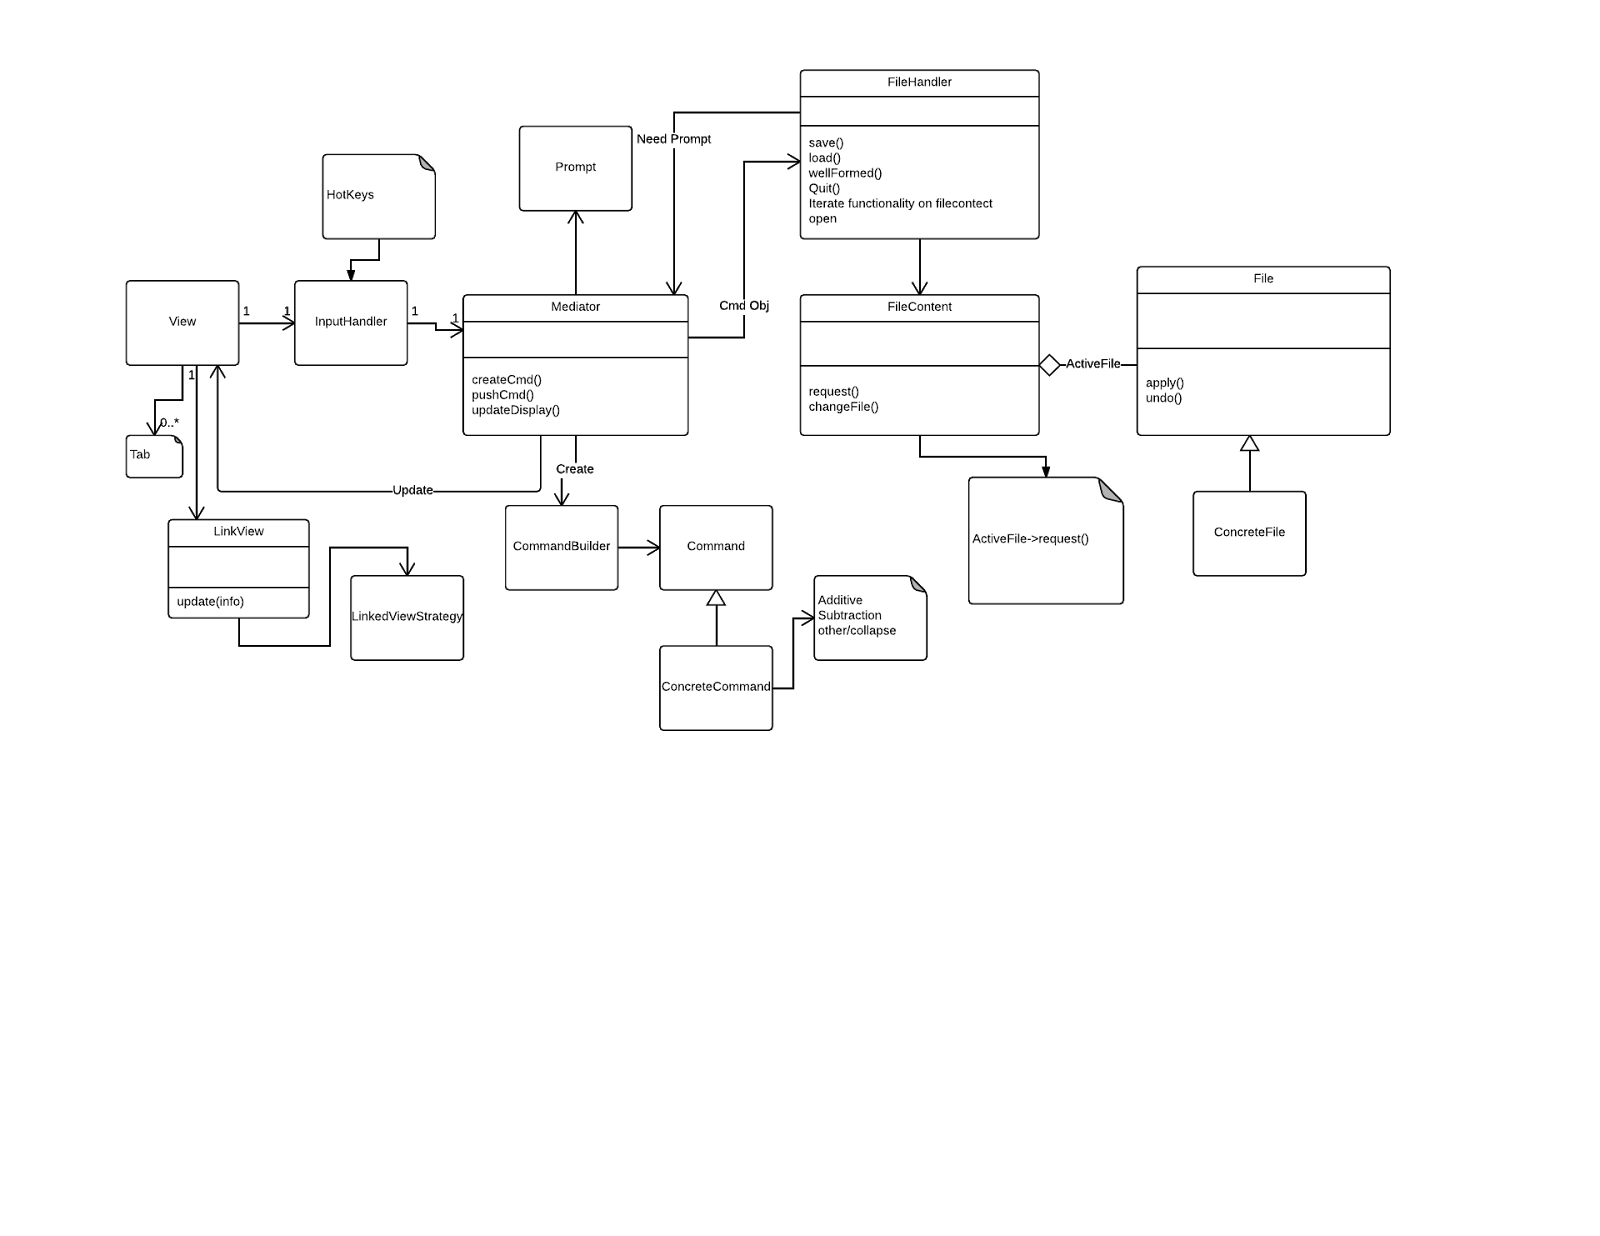 FileHandler
save()
load()
wellFormed()
Quit()
Iterate functionality on filecontect
open
Need Prompt
Prompt
HotKeys
View
1
1
InputHandler
1
1
Mediator
createCmd()
pushCmd()
updateDisplay()
Cmd Obj
FileContent
request()
changeFile()
ActiveFile
File
apply()
undo()
1
0..*
Tab
Update
Create
LinkView
update(info)
LinkedViewStrategy
CommandBuilder
Command
ConcreteCommand
Additive
Subtraction
other/collapse
ActiveFile->request()
ConcreteFile